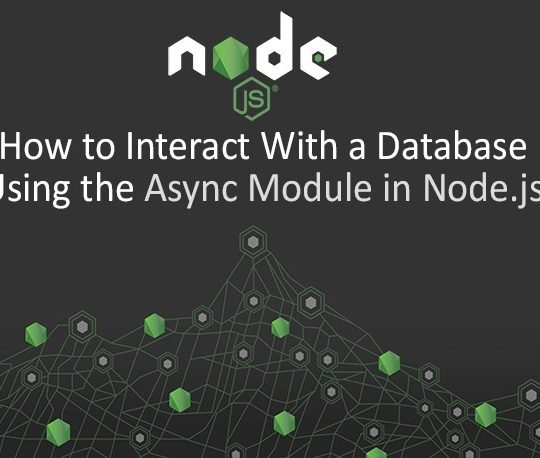 node
JS®
How to Interact With a Database
Using the Async Module in Node.js